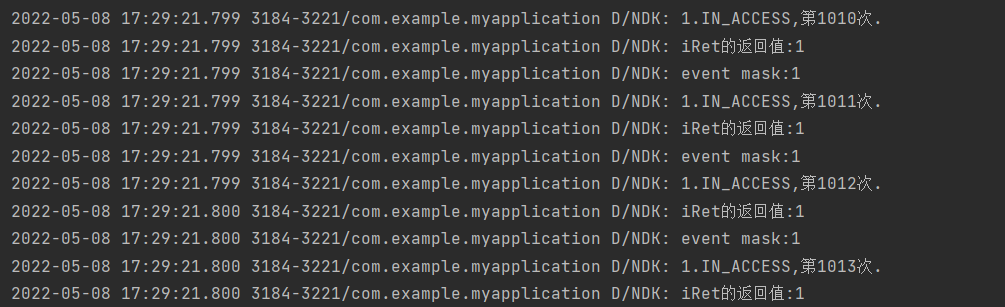 2022-05-08 17:29:21.799 3184-3221/com.example.myapplication D/NDK: 1.IN_ACCESS,第1010次.
2022-05-08 17:29:21.799 3184-3221/com.example.myapplication D/NDK: iRet的返回值:1
2022-05-08 17:29:21.799 3184-3221/com.example.myapplication D/NDK: event mask:1
2022-05-08 17:29:21.799 3184-3221/com.example.myapplication D/NDK: 1.IN_ACCESS,第1011次.
2022-05-08 17:29:21.799 3184-3221/com.example.myapplication D/NDK: iRet的返回值:1
2022-05-08 17:29:21.799 3184-3221/com.example.myapplication D/NDK: event mask:1
2022-05-08 17:29:21.799 3184-3221/com.example.myapplication D/NDK: 1.IN_ACCESS,第1012次.
2022-05-08 17:29:21.800 3184-3221/com.example.myapplication D/NDK: iRet的返回值:1
2022-05-08 17:29:21.800 3184-3221/com.example.myapplication D/NDK: event mask:1
2022-05-08 17:29:21.800 3184-3221/com.example.myapplication D/NDK: 1.IN_ACCESS,第1013次.
2022-05-08 17:29:21.800 3184-3221/com.example.myapplication D/NDK: iRet的返回值:1